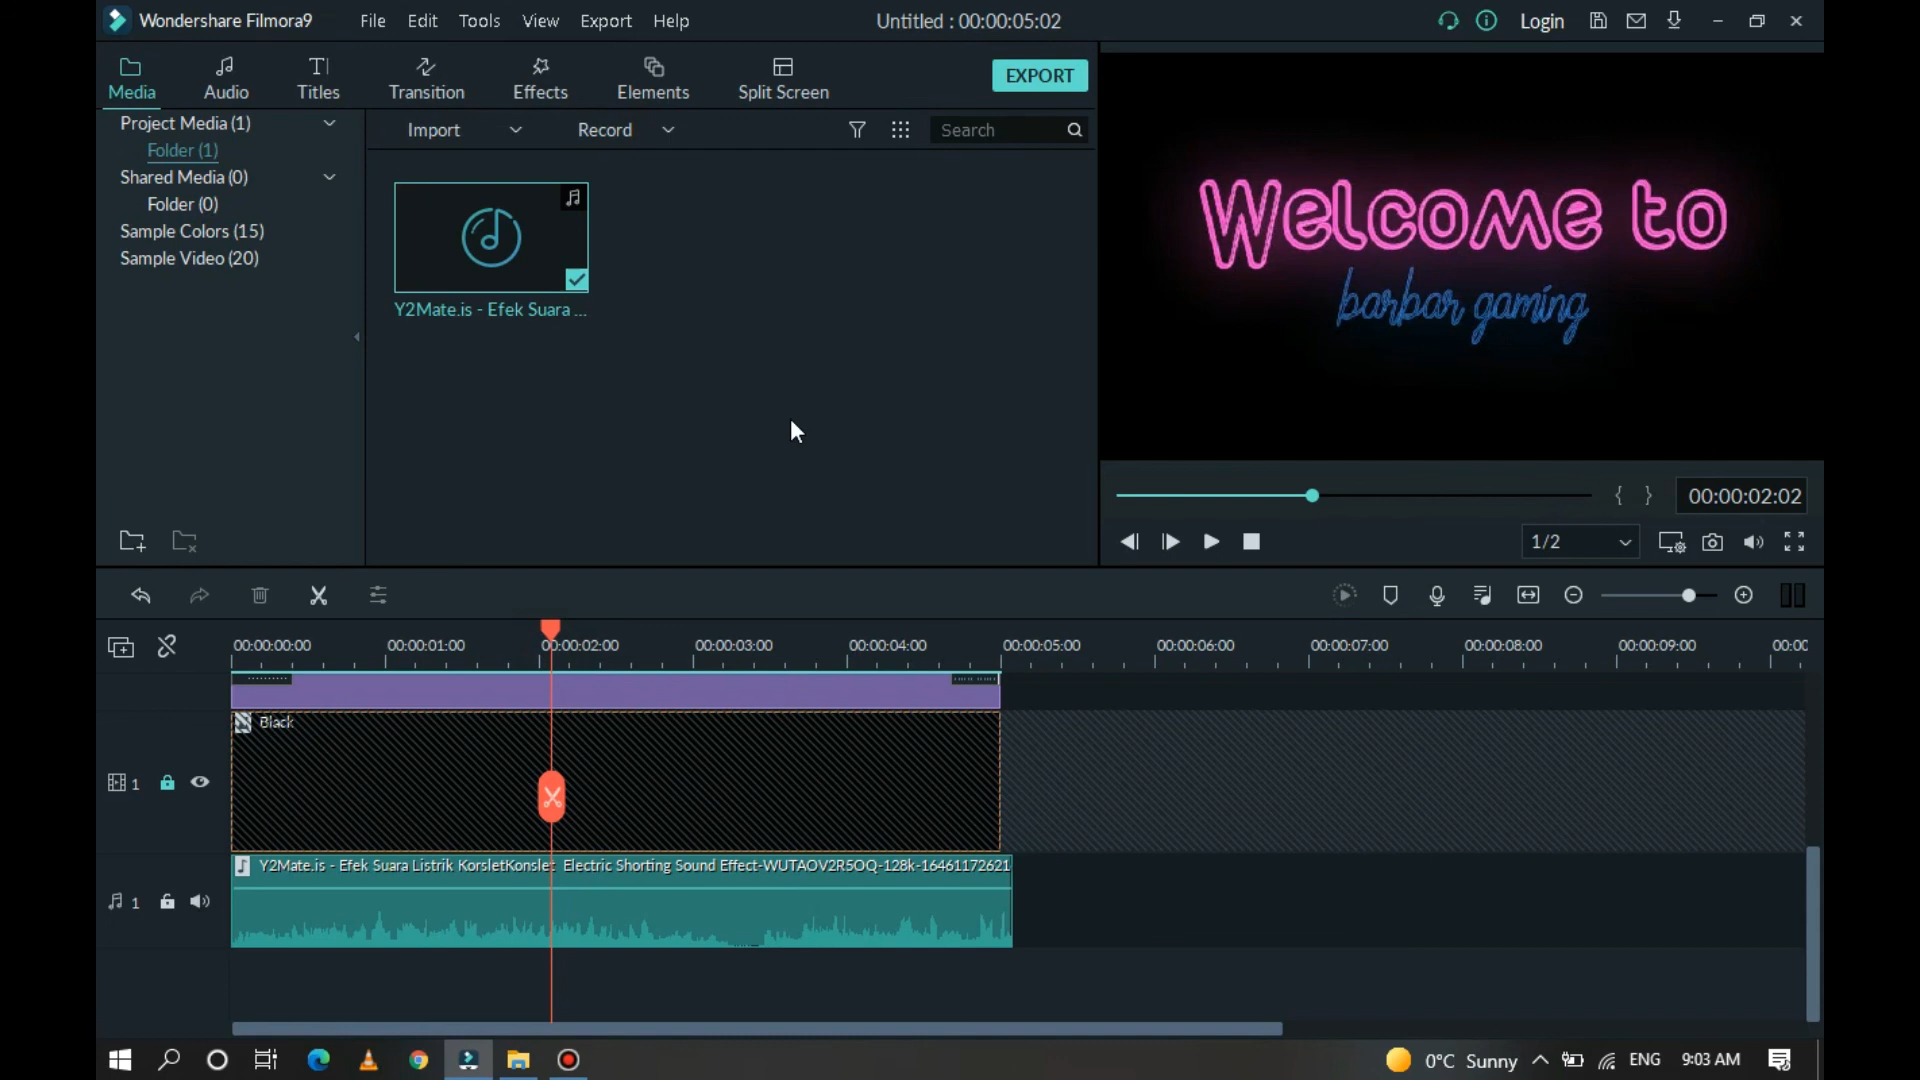 Wondershare Filmora9 File Edit Tools View Export Help Untitled : 00:00:05:02 Login
Media Audio Titles Transition Effects Elements Split Screen EXPORT
Project Media (1)
Folder (1)
Shared Media (0)
Folder (0)
Sample Colors (15)
Sample Video (20)
Import Record Search
Y2Mate.is - Efek Suara ...
Welcome to
barbar gaming
00:00:02:02
1/2
00:00:00:00 00:00:01:00 00:00:02:00 00:00:03:00 00:00:04:00 00:00:05:00 00:00:06:00 00:00:07:00 00:00:08:00 00:00:09:00 00:00
Black
1
Y2Mate.is - Efek Suara Listrik KorsletKonslet Electric Shorting Sound Effect-WUTAOV2R5OQ-128k-16461172621
1
0°C Sunny ENG 9:03 AM